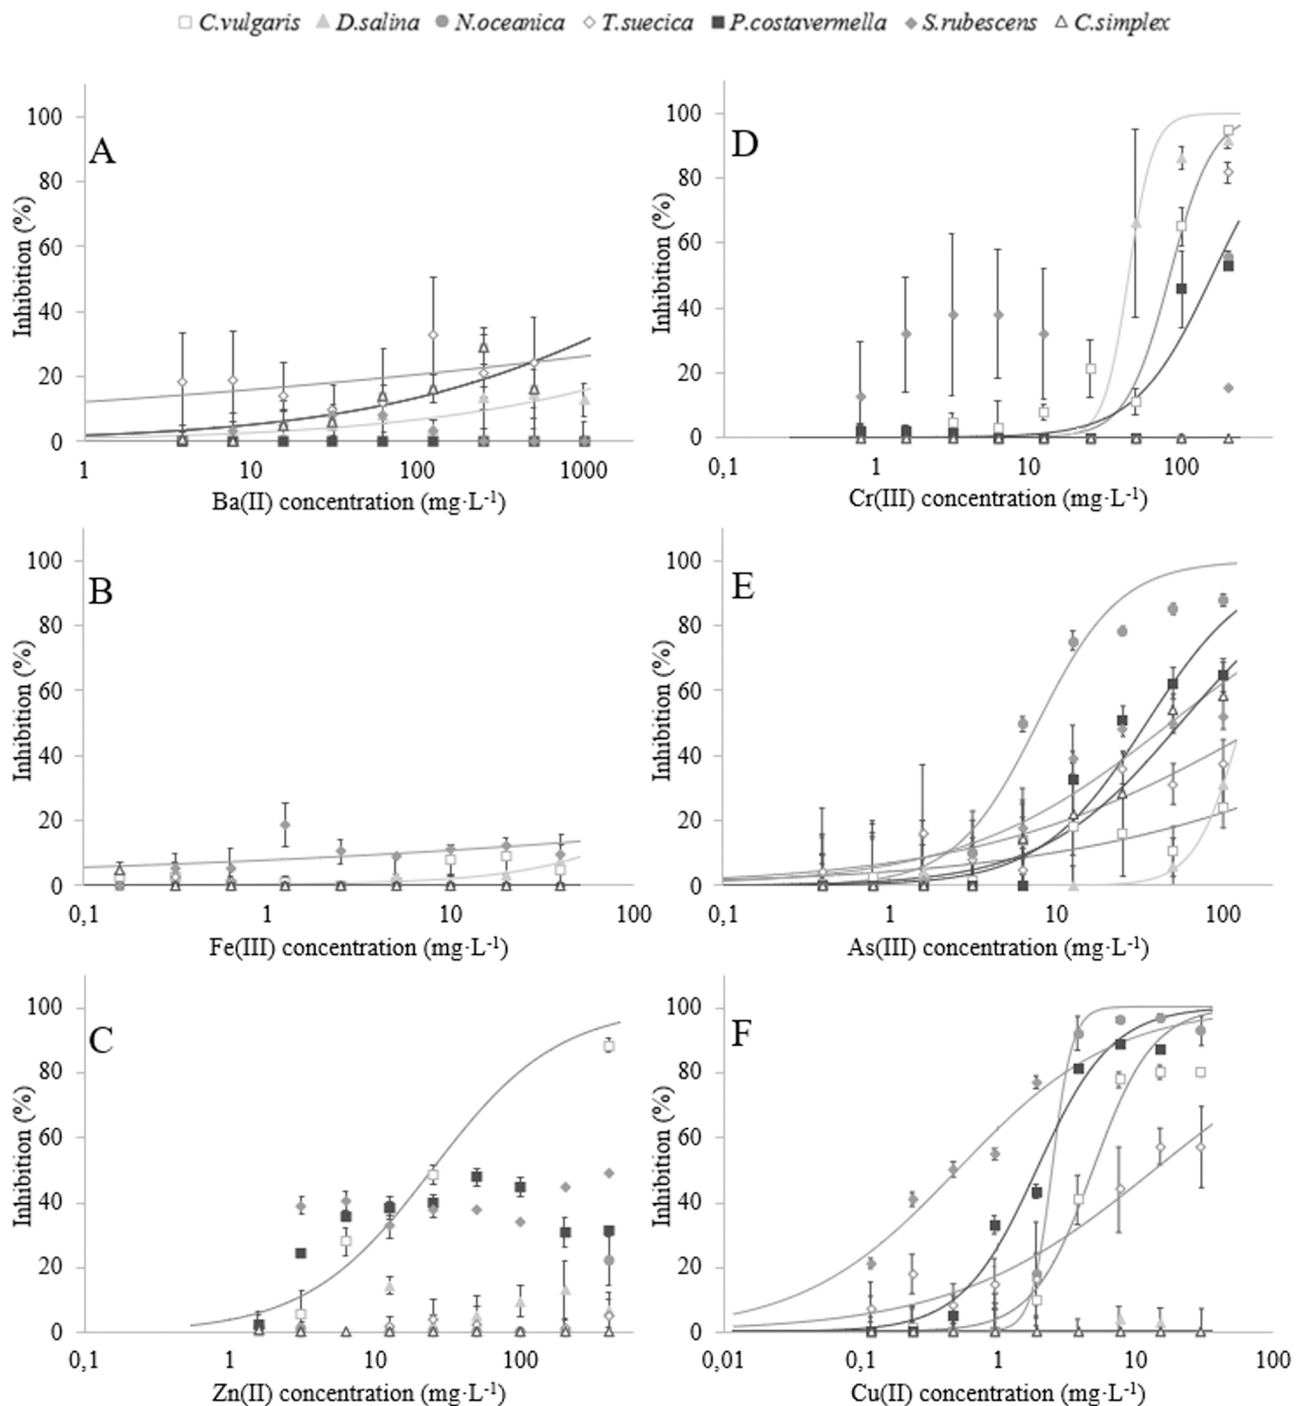 C.vulgaris D.salina N.oceanica T.suecica P.costavermella S.rubescens C.simplex
A
Inhibition (%)
100
80
60
40
20
0
1 10 100 1000
Ba(II) concentration (mg·L-1)
D
Inhibition (%)
100
80
60
40
20
0
0,1 1 10 100
Cr(III) concentration (mg·L-1)
B
Inhibition (%)
100
80
60
40
20
0
0,1 1 10 100
Fe(III) concentration (mg·L-1)
E
Inhibition (%)
100
80
60
40
20
0
0,1 1 10 100
As(III) concentration (mg·L-1)
C
Inhibition (%)
100
80
60
40
20
0
0,1 1 10 100
Zn(II) concentration (mg·L-1)
F
Inhibition (%)
100
80
60
40
20
0
0,01 0,1 1 10 100
Cu(II) concentration (mg·L-1)